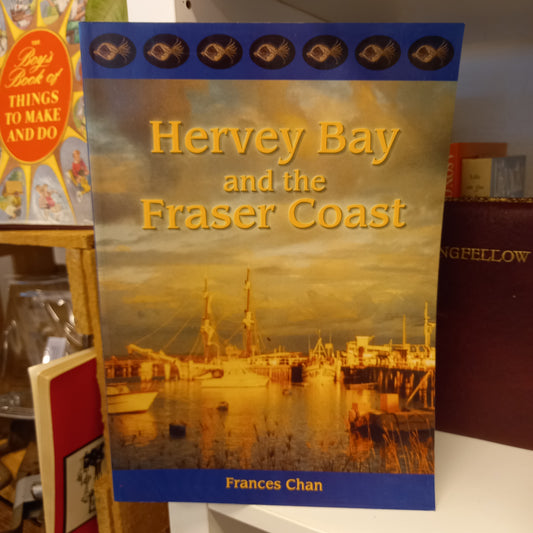 THE
Boy's
Book of
THINGS
TO MAKE
AND DO
Hervey Bay
and the
Fraser Coast
Frances Chan
NGFELLOW